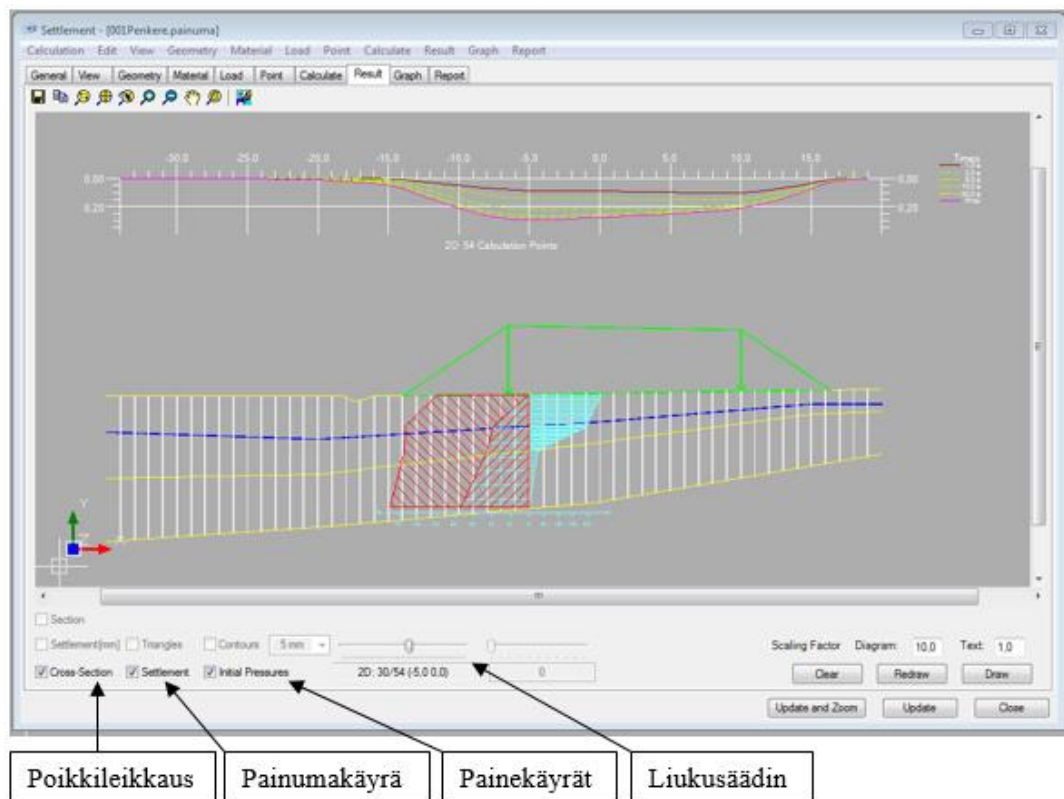 Settlement - [001Penkere.painuma]
Calculation Edit View Geometry Material Load Point Calculate Result Graph Report
General View Geometry Material Load Point Calculate Result Graph Report
-30,0 -25,0 -20,0 -15,0 -10,0 -5,0 0,0 5,0 10,0 15,0
0.00 0.00
0.20 0.20
2D: 54 Calculation Points
Y
Section
Settlement[mm] Triangles Contours 5 mm
Scaling Factor Diagram: 10,0 Text: 1,0
Cross-Section Settlement Initial Pressures 2D: 30/54 (-5,0 0,0) 0 Clear Redraw Draw
Update and Zoom Update Close
Poikkileikkaus Painumakäyrä Painekäyrät Liukusäädin